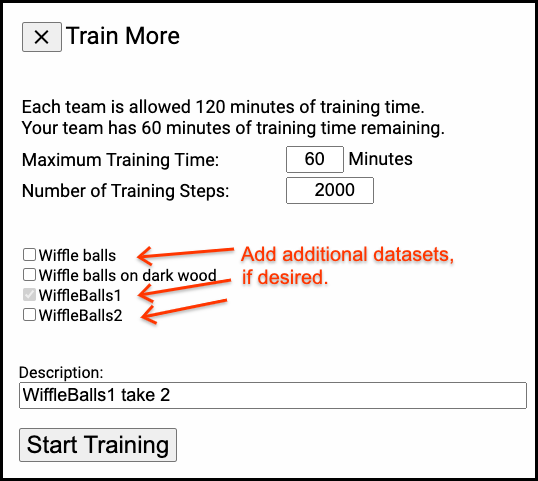 × Train More
Each team is allowed 120 minutes of training time.
Your team has 60 minutes of training time remaining.
Maximum Training Time: 60 Minutes
Number of Training Steps: 2000
Wiffle balls
Add additional datasets,
if desired.
Wiffle balls on dark wood
WiffleBalls1
WiffleBalls2
Description:
WiffleBalls1 take 2
Start Training